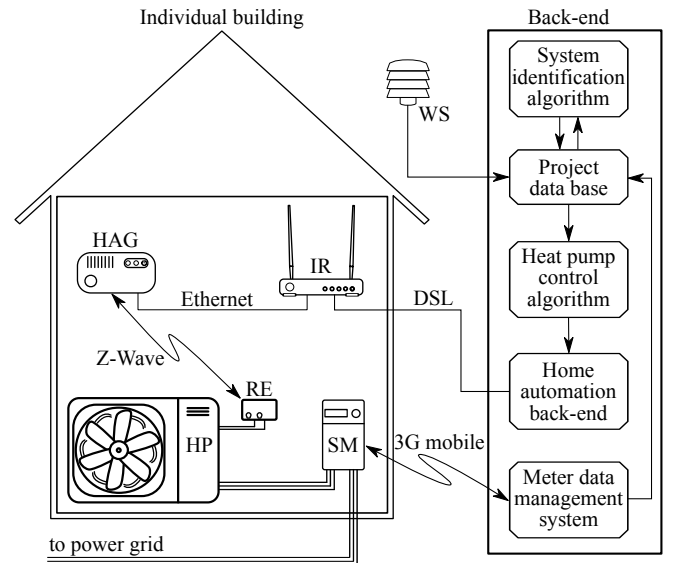 Individual building
Back-end
System
identification
algorithm
WS
Project
data base
HAG
IR
Heat pump
control
algorithm
Ethernet
DSL
Z-Wave
RE
Home
automation
back-end
HP
SM
3G mobile
Meter data
management
system
to power grid